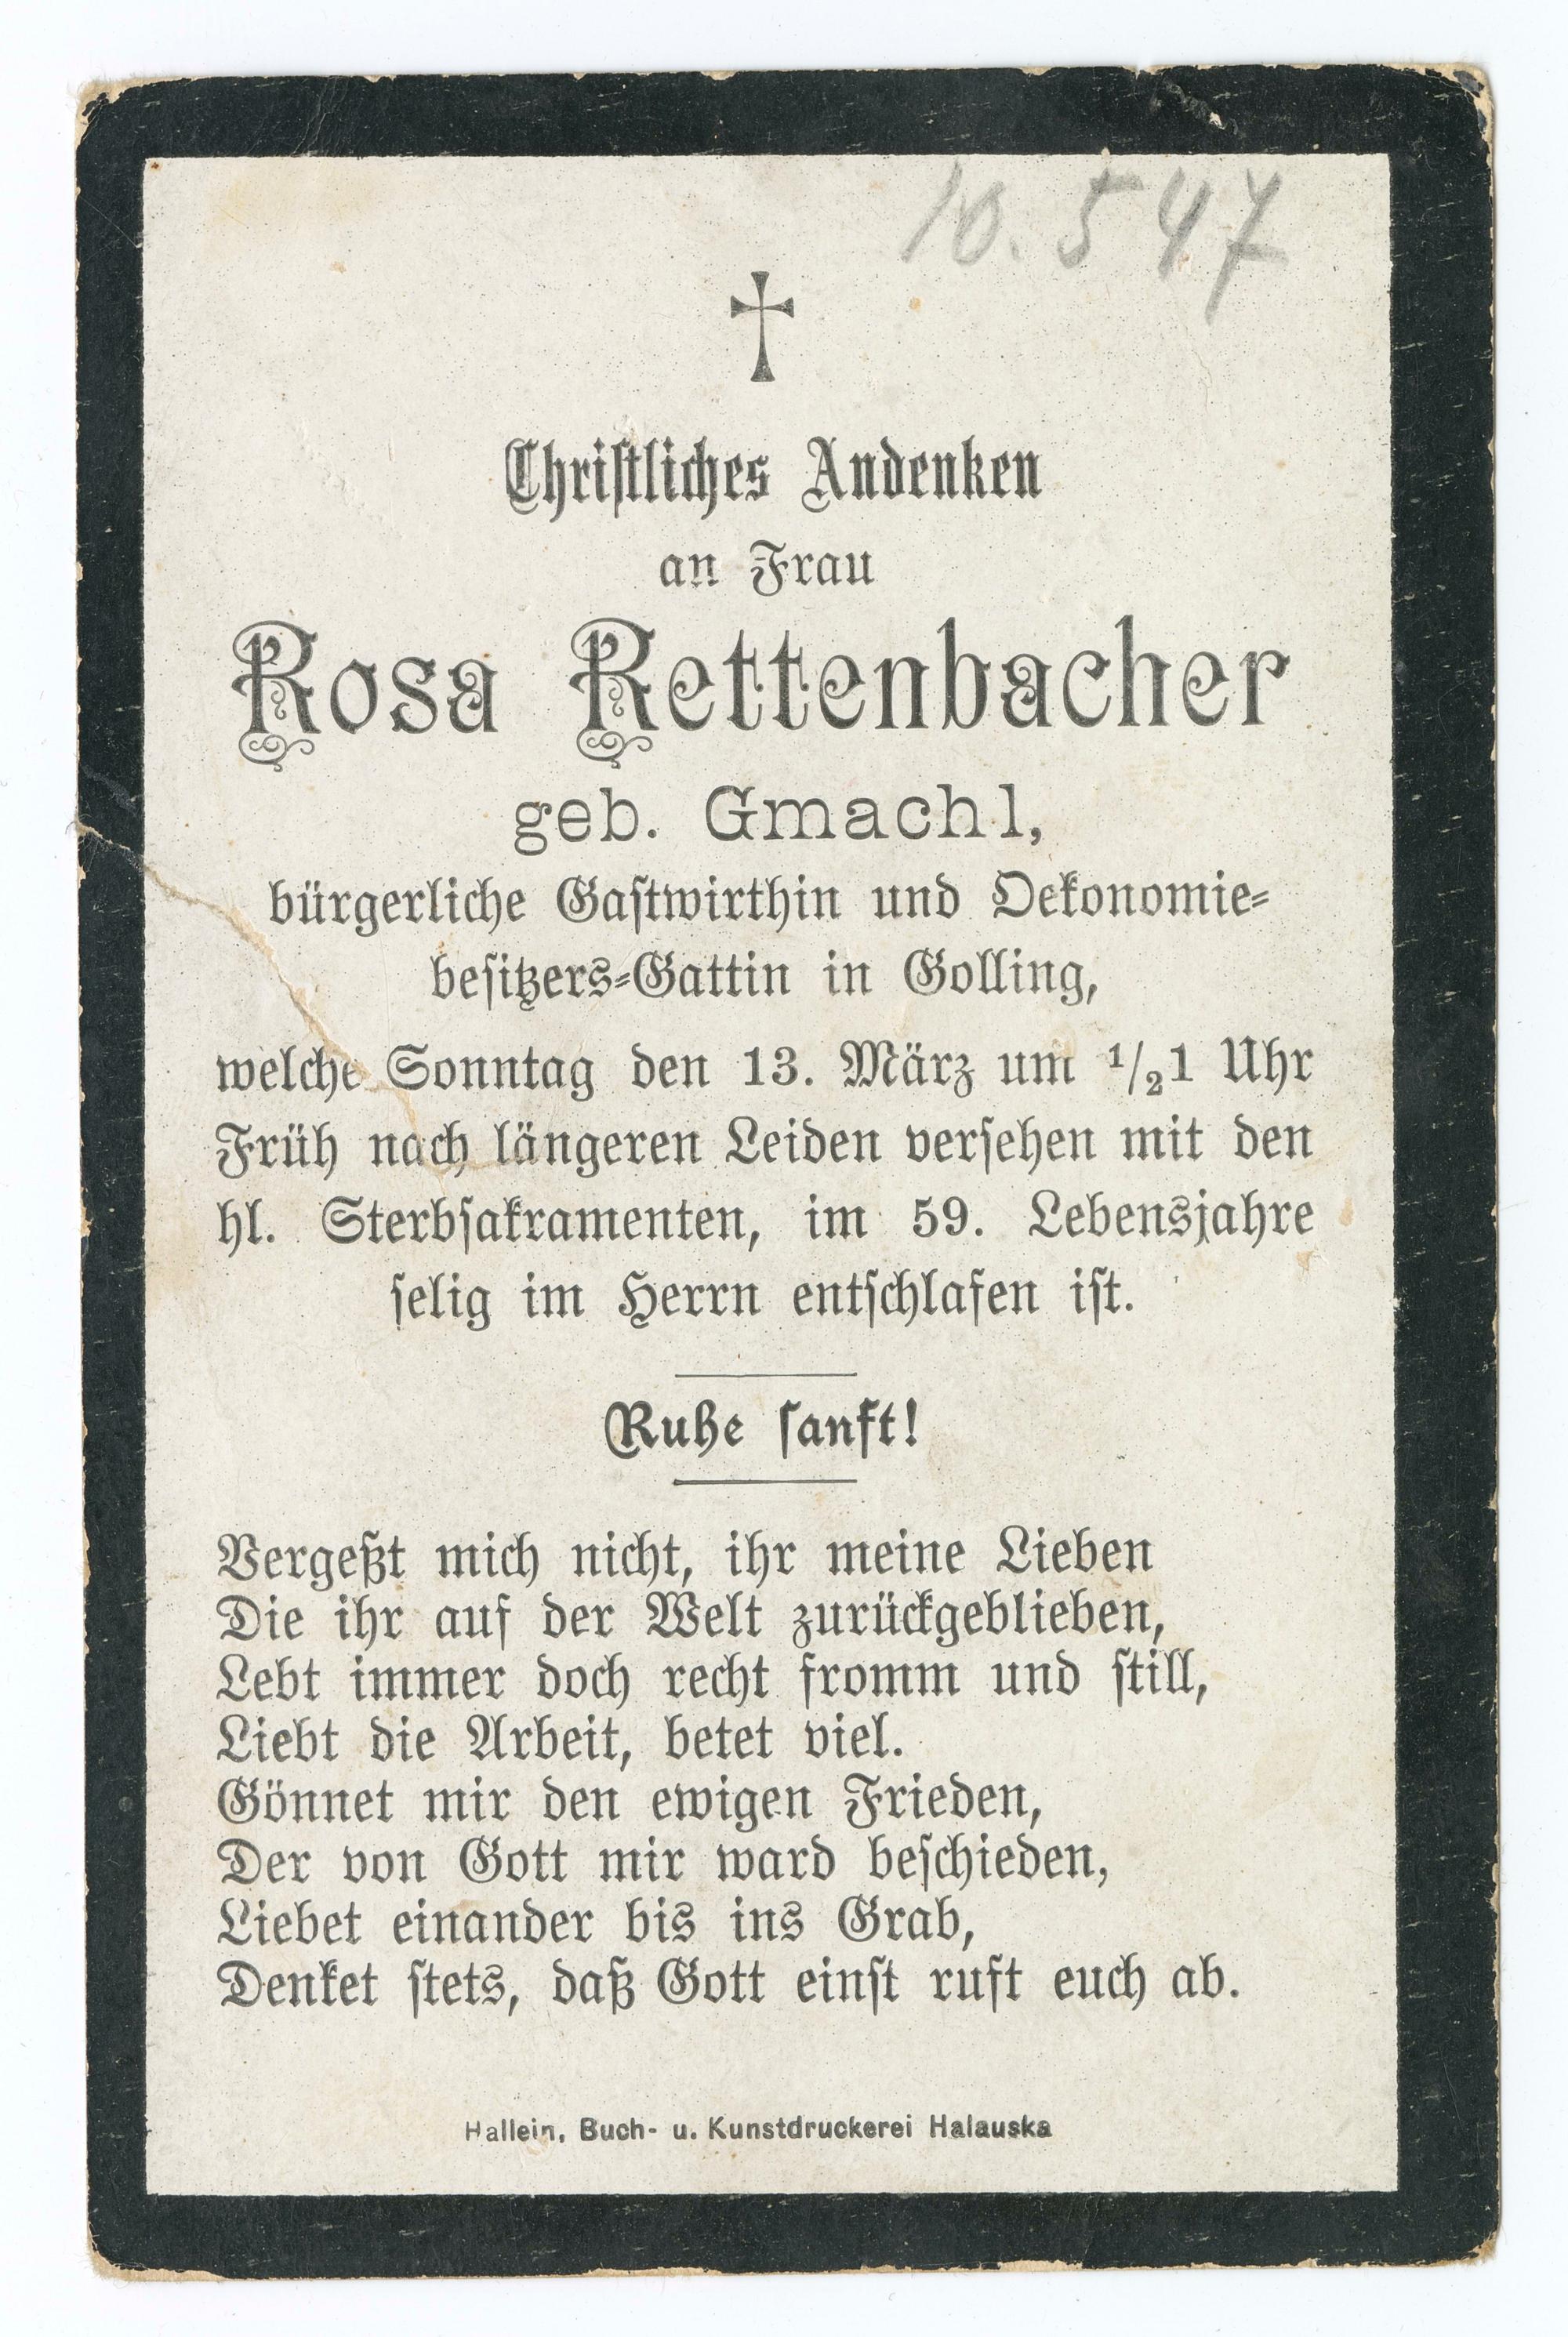 10.547
Christliches Andenken
an Frau
Rosa Rettenbacher
geb. Gmachl,
bürgerliche Gastwirthin und Oekonomie-
besitzers-Gattin in Golling,
welche Sonntag den 13. März um 1/2 1 Uhr
Früh nach längeren Leiden versehen mit den
hl. Sterbsakramenten, im 59. Lebensjahre
selig im Herrn entschlafen ist.
Ruhe sanft!
Vergeßt mich nicht, ihr meine Lieben
Die ihr auf der Welt zurückgeblieben,
Lebt immer doch recht fromm und still,
Liebt die Arbeit, betet viel.
Gönnet mir den ewigen Frieden,
Der von Gott mir ward beschieden,
Liebet einander bis ins Grab,
Denket stets, daß Gott einst ruft euch ab.
Hallein, Buch- u. Kunstdruckerei Halauska